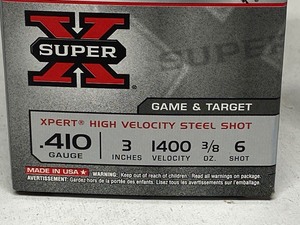 SUPER
X
GAME & TARGET
XPERT® HIGH VELOCITY STEEL SHOT
.410 3 1400 3/8 6
GAUGE INCHES VELOCITY OZ. SHOT
MADE IN USA★
WARNING: Keep out of reach of children. Read all warnings on package.
AVERTISSEMENT: Gardez hors de la portée des enfants. Lisez tous les avertissements sur l'emballage.